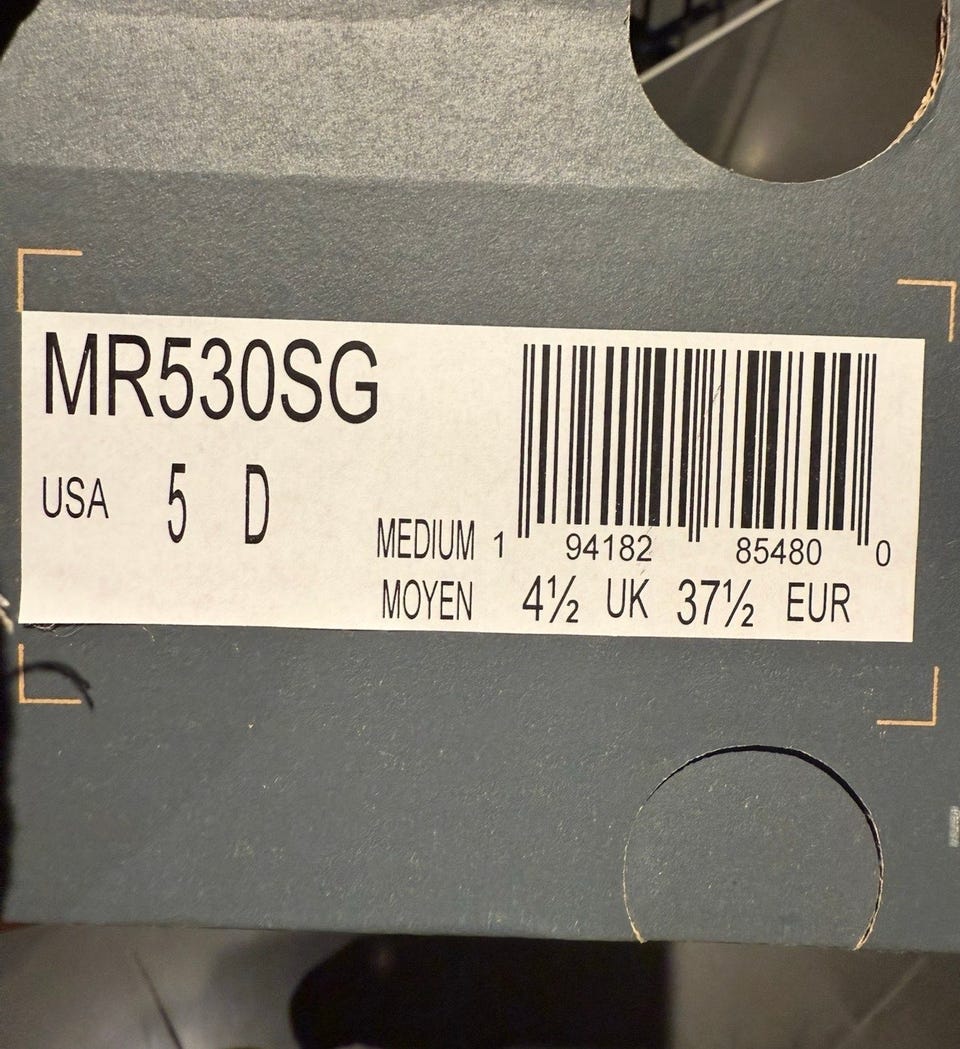 MR530SG
USA 5 D
MEDIUM 1 94182 85480 0
MOYEN 4½ UK 37½ EUR